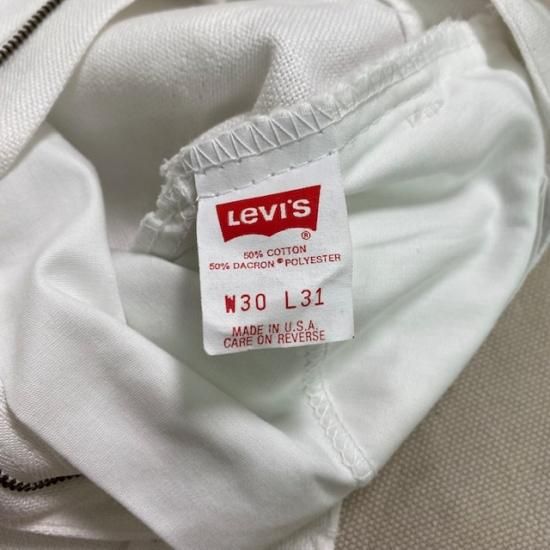 LEVI'S
®
50% COTTON
50% DACRON ® POLYESTER
W30 L31
MADE IN U.S.A.
CARE ON REVERSE